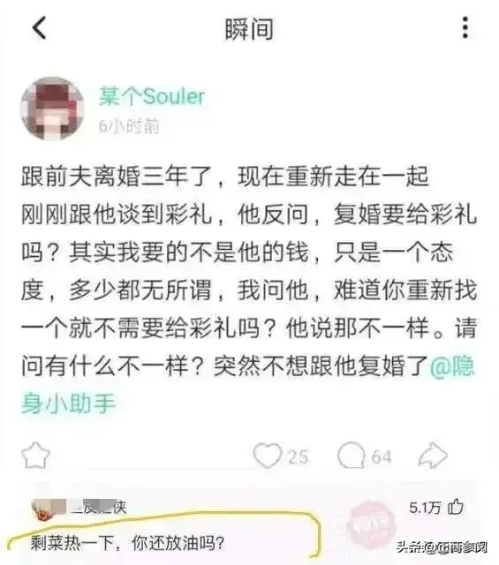 瞬间
某个Souler
6小时前
跟前夫离婚三年了，现在重新走在一起
刚刚跟他谈到彩礼，他反问，复婚要给彩礼
吗？其实我要的不是他的钱，只是一个态
度，多少都无所谓，我问他，难道你重新找
一个就不需要给彩礼吗？他说那不一样。请
问有什么不一样？突然不想跟他复婚了@隐
身小助手
25
64
侠
5.1万
剩菜热一下，你还放油吗？
头条@正商参阅